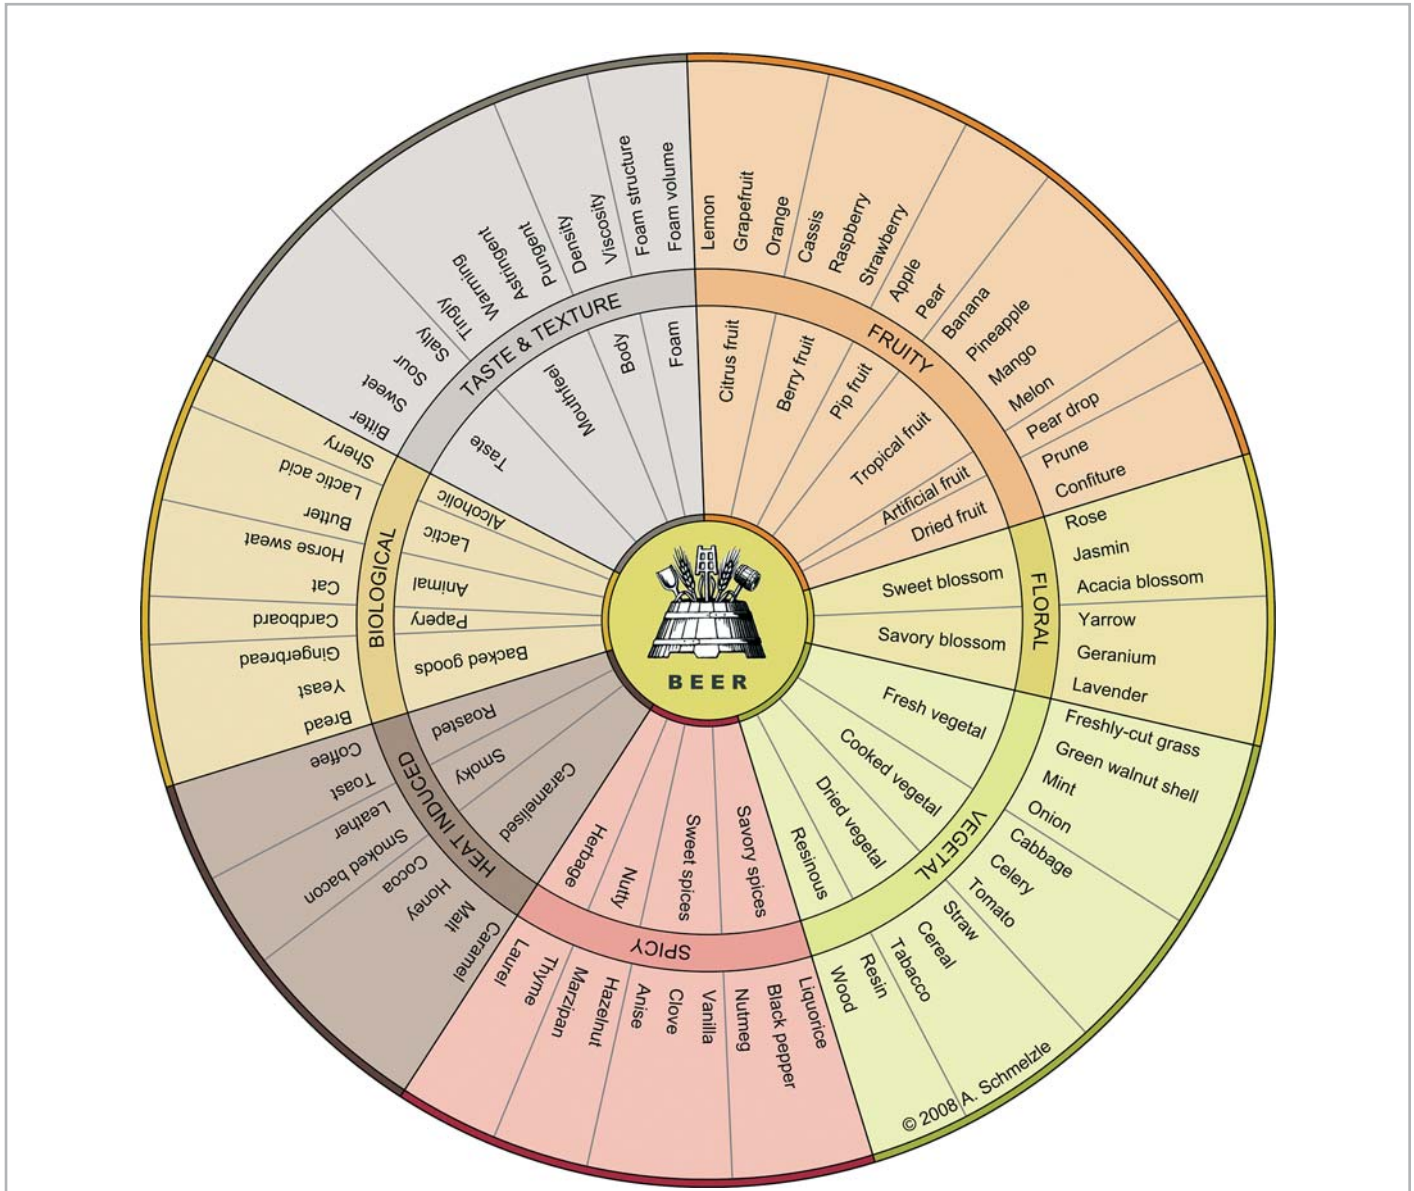 BEER
TASTE & TEXTURE
Taste
Mouthfeel
Body
Foam
Bitter
Sweet
Sour
Salty
Tingly
Warming
Astringent
Pungent
Density
Viscosity
Foam structure
Foam volume
FRUITY
Citrus fruit
Berry fruit
Pip fruit
Tropical fruit
Artificial fruit
Dried fruit
Lemon
Grapefruit
Orange
Cassis
Raspberry
Strawberry
Apple
Pear
Banana
Pineapple
Mango
Melon
Pear drop
Prune
Confiture
FLORAL
Sweet blossom
Savory blossom
Rose
Jasmin
Acacia blossom
Yarrow
Geranium
Lavender
VEGETAL
Fresh vegetal
Cooked vegetal
Dried vegetal
Resinous
Freshly-cut grass
Green walnut shell
Mint
Onion
Cabbage
Celery
Tomato
Straw
Cereal
Tabacco
Resin
Wood
SPICY
Savory spices
Sweet spices
Nutty
Herbage
Liquorice
Black pepper
Nutmeg
Vanilla
Clove
Anise
Hazelnut
Marzipan
Thyme
Laurel
HEAT INDUCED
Caramelised
Smoky
Roasted
Caramel
Malt
Honey
Cocoa
Smoked bacon
Leather
Toast
Coffee
BIOLOGICAL
Backed goods
Papery
Animal
Lactic
Alcoholic
Bread
Yeast
Gingerbread
Cardboard
Cat
Horse sweat
Butter
Lactic acid
Sherry
© 2008 A. Schmelzle